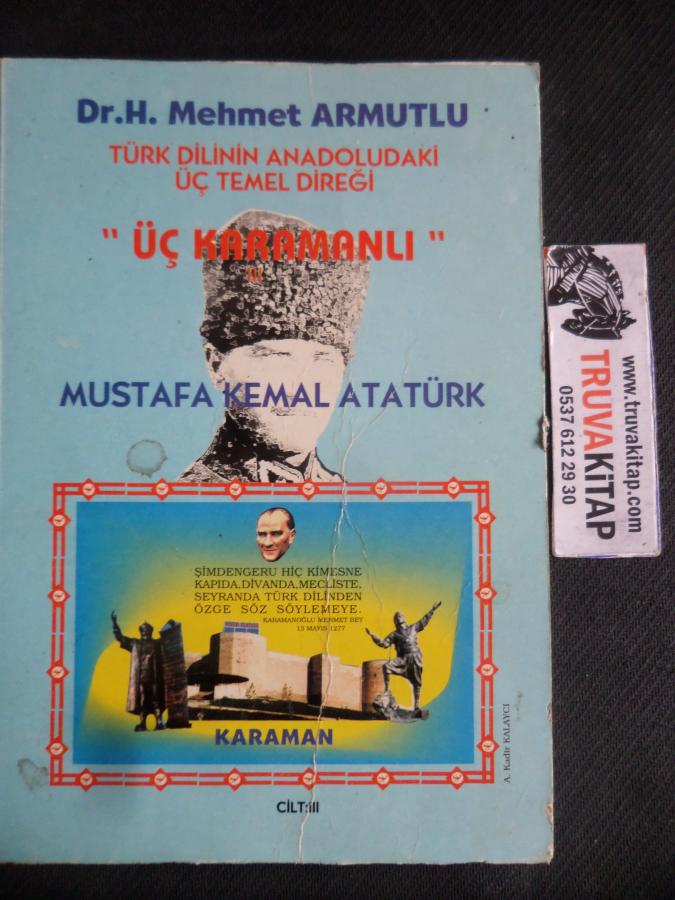 Dr.H. Mehmet ARMUTLU
TÜRK DİLİNİN ANADOLUDAKİ
ÜÇ TEMEL DİREĞİ
" ÜÇ KARAMANLI "
III
MUSTAFA KEMAL ATATÜRK
ŞİMDENGERU HİÇ KİMESNE
KAPIDA,DİVANDA,MECLİSTE,
SEYRANDA TÜRK DİLİNDEN
ÖZGE SÖZ SÖYLEMEYE.
KARAMANOĞLU MEHMET BEY
13 MAYIS 1277
KARAMAN
A. Kadir KALAYCI
CİLT:III
www.truvakitap.com
TRUVAKİTAP
0537 612 29 30